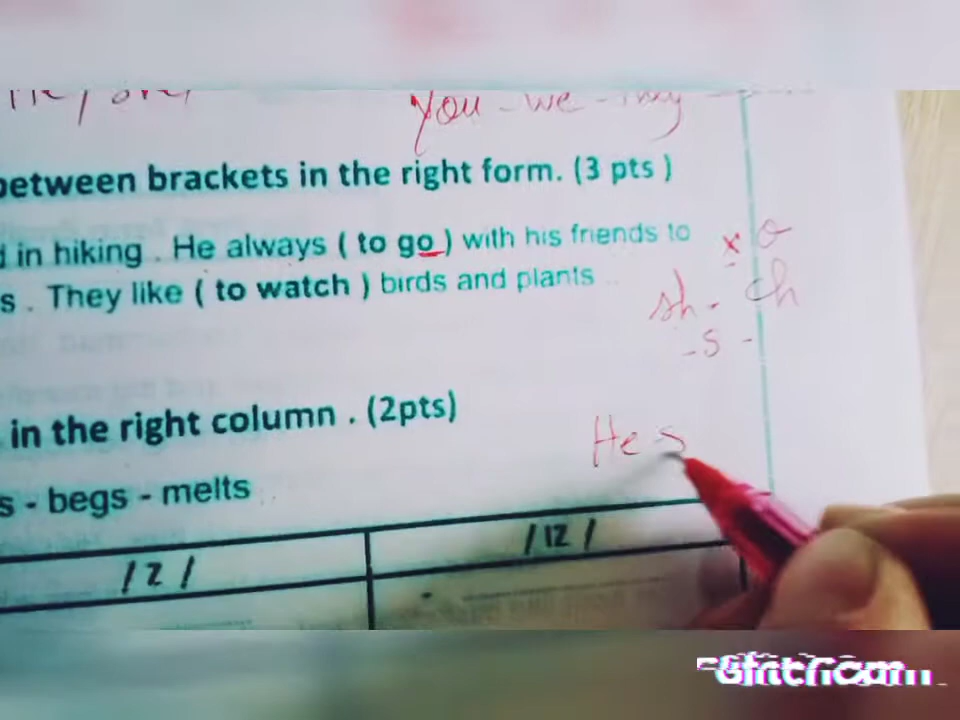 You - we - They
between brackets in the right form. (3 pts )
in hiking . He always ( to go ) with his friends to
x o
s . They like ( to watch ) birds and plants ..
sh - ch
- s -
in the right column . (2pts)
He s
s - begs - melts
/ Z / / IZ /